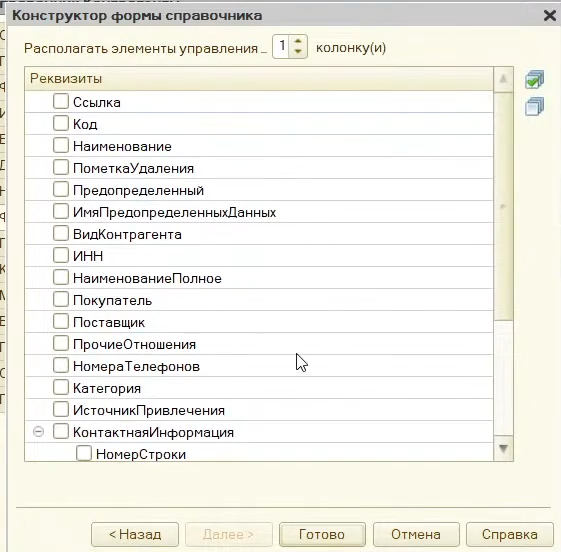 Конструктор формы справочника
Располагать элементы управления 1 колонку(и)
Реквизиты
Ссылка
Код
Наименование
ПометкаУдаления
Предопределенный
ИмяПредопределенныхДанных
ВидКонтрагента
ИНН
НаименованиеПолное
Покупатель
Поставщик
ПрочиеОтношения
НомераТелефонов
Категория
ИсточникПривлечения
КонтактнаяИнформация
НомерСтроки
< Назад Далее > Готово Отмена Справка